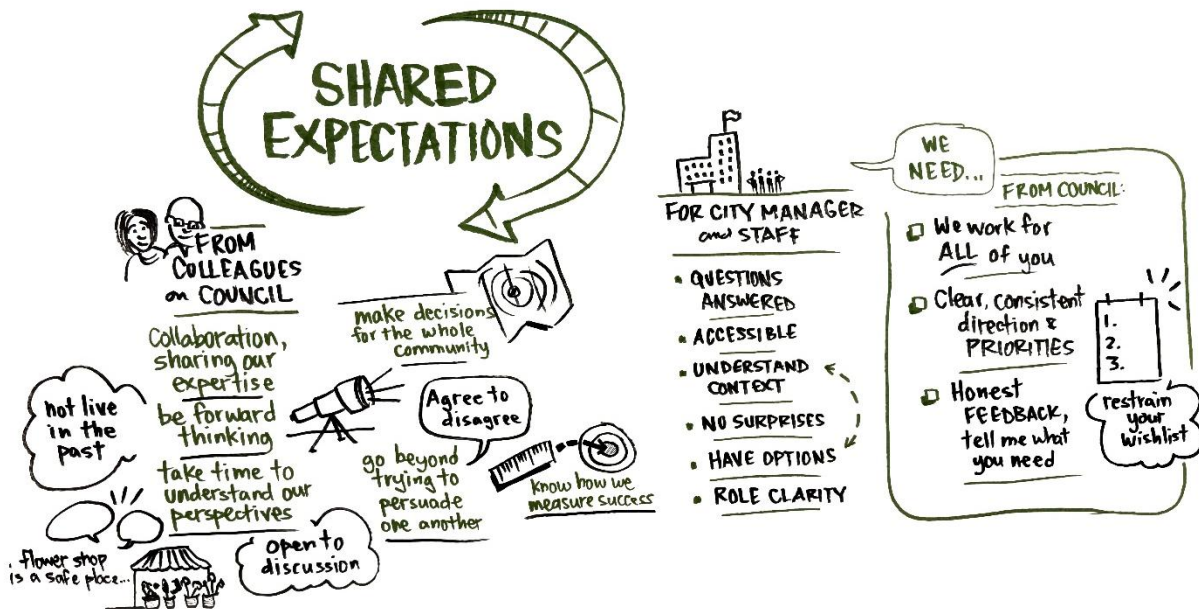 SHARED
EXPECTATIONS
FROM
COLLEAGUES
on COUNCIL
Collaboration,
sharing our
expertise
be forward
thinking
not live
in the
past
take time to
understand our
perspectives
flower shop
is a safe place...
open to
discussion
make decisions
for the whole
community
Agree to
disagree
go beyond
trying to
persuade
one another
know how we
measure success
FOR CITY MANAGER
and STAFF
QUESTIONS
ANSWERED
ACCESSIBLE
UNDERSTAND
CONTEXT
NO SURPRISES
HAVE OPTIONS
ROLE CLARITY
WE
NEED...
FROM COUNCIL:
We work for
ALL of you
Clear, consistent
direction &
PRIORITIES
1.
2.
3.
Honest
FEEDBACK,
tell me what
you need
restrain
your
wishlist